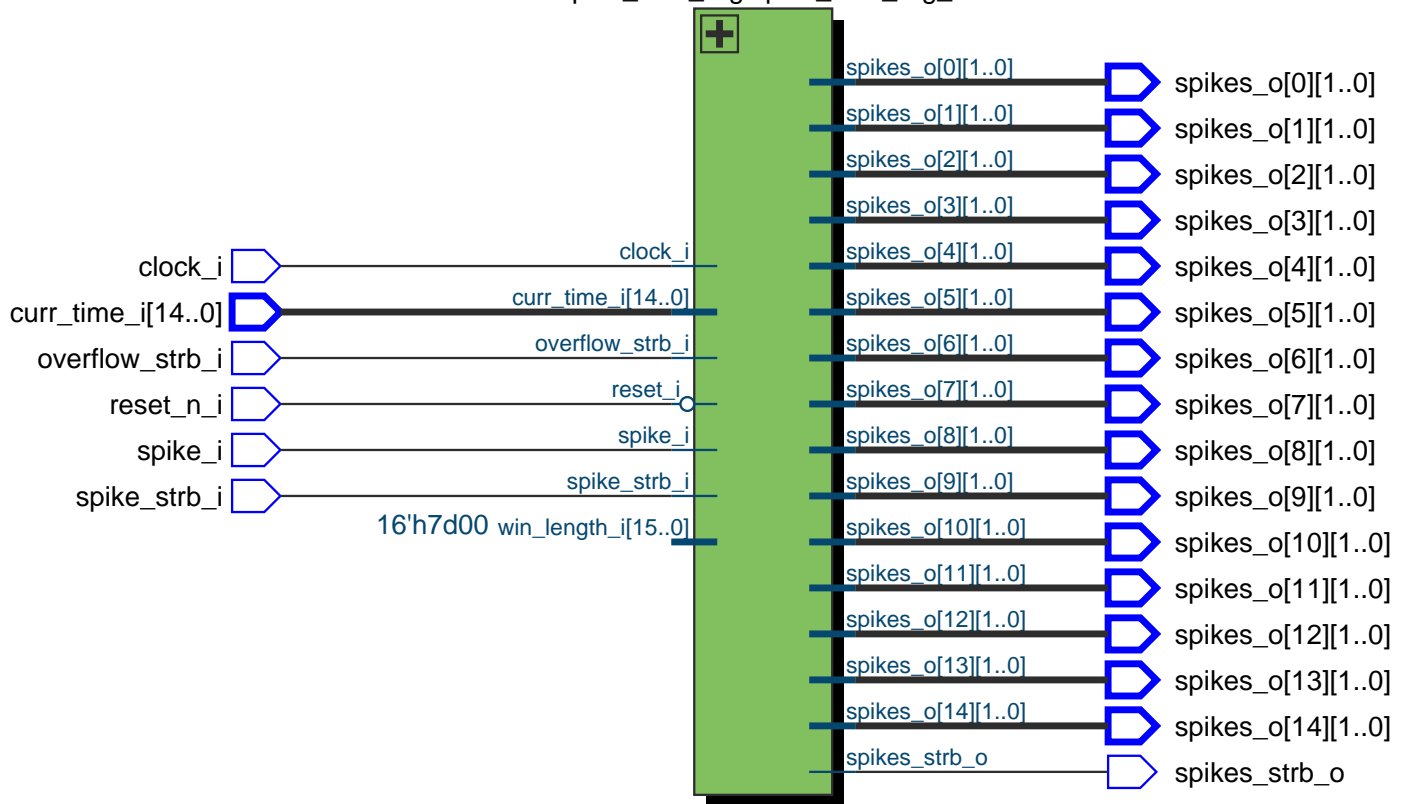 spikes_o[0][1..0] spikes_o[0][1..0]
spikes_o[1][1..0] spikes_o[1][1..0]
spikes_o[2][1..0] spikes_o[2][1..0]
spikes_o[3][1..0] spikes_o[3][1..0]
clock_i clock_i spikes_o[4][1..0] spikes_o[4][1..0]
curr_time_i[14..0] curr_time_i[14..0] spikes_o[5][1..0] spikes_o[5][1..0]
overflow_strb_i overflow_strb_i spikes_o[6][1..0] spikes_o[6][1..0]
reset_n_i reset_i spikes_o[7][1..0] spikes_o[7][1..0]
spike_i spike_i spikes_o[8][1..0] spikes_o[8][1..0]
spike_strb_i spike_strb_i spikes_o[9][1..0] spikes_o[9][1..0]
16'h7d00 win_length_i[15..0] spikes_o[10][1..0] spikes_o[10][1..0]
spikes_o[11][1..0] spikes_o[11][1..0]
spikes_o[12][1..0] spikes_o[12][1..0]
spikes_o[13][1..0] spikes_o[13][1..0]
spikes_o[14][1..0] spikes_o[14][1..0]
spikes_strb_o spikes_strb_o